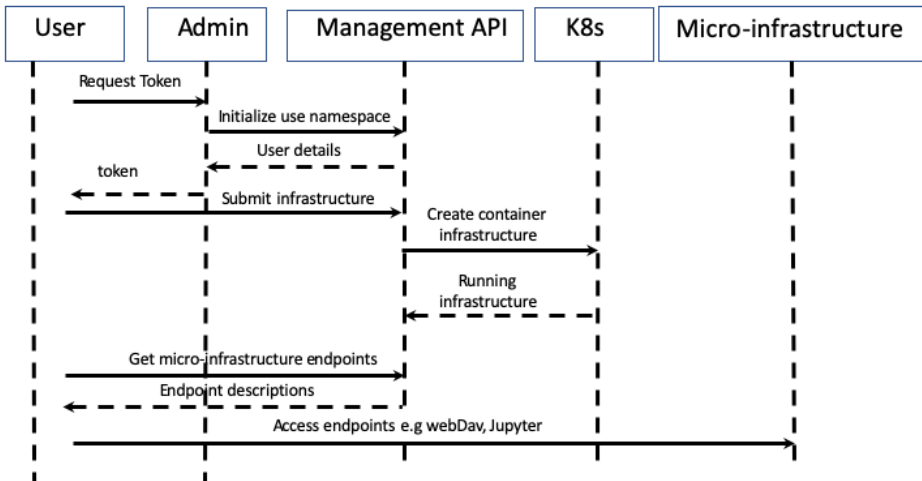 User
Admin
Management API
K8s
Micro-infrastructure
Request Token
Initialize use namespace
User details
token
Submit infrastructure
Create container
infrastructure
Running
infrastructure
Get micro-infrastructure endpoints
Endpoint descriptions
Access endpoints e.g webDav, Jupyter